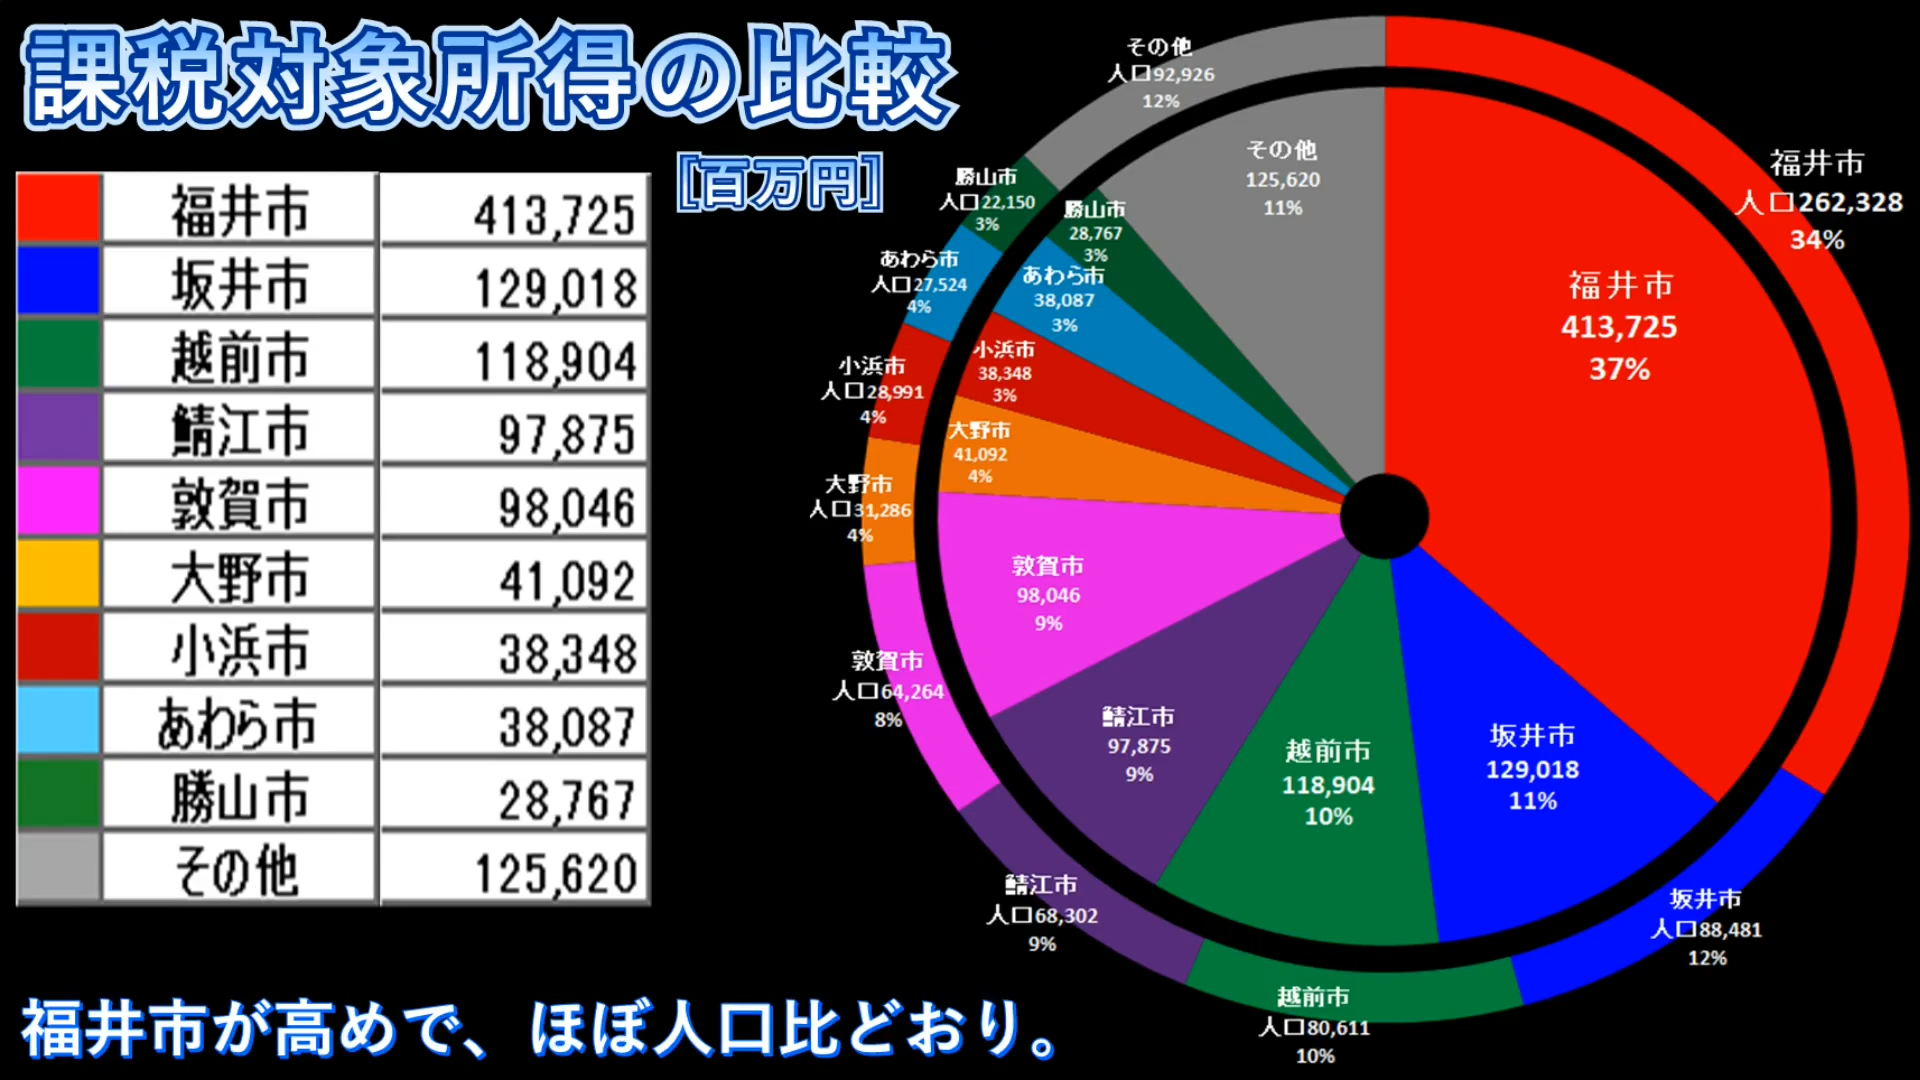 課税対象所得の比較
[百万円]
福井市 413,725
坂井市 129,018
越前市 118,904
鯖江市 97,875
敦賀市 98,046
大野市 41,092
小浜市 38,348
あわら市 38,087
勝山市 28,767
その他 125,620
その他
人口92,926
12%
勝山市
人口22,150
3%
あわら市
人口27,524
4%
小浜市
人口28,991
4%
大野市
人口31,286
4%
敦賀市
人口64,264
8%
鯖江市
人口68,302
9%
越前市
人口80,611
10%
坂井市
人口88,481
12%
福井市
人口262,328
34%
その他
125,620
11%
勝山市
28,767
3%
あわら市
38,087
3%
小浜市
38,348
3%
大野市
41,092
4%
敦賀市
98,046
9%
鯖江市
97,875
9%
越前市
118,904
10%
坂井市
129,018
11%
福井市
413,725
37%
福井市が高めで、ほぼ人口比どおり。